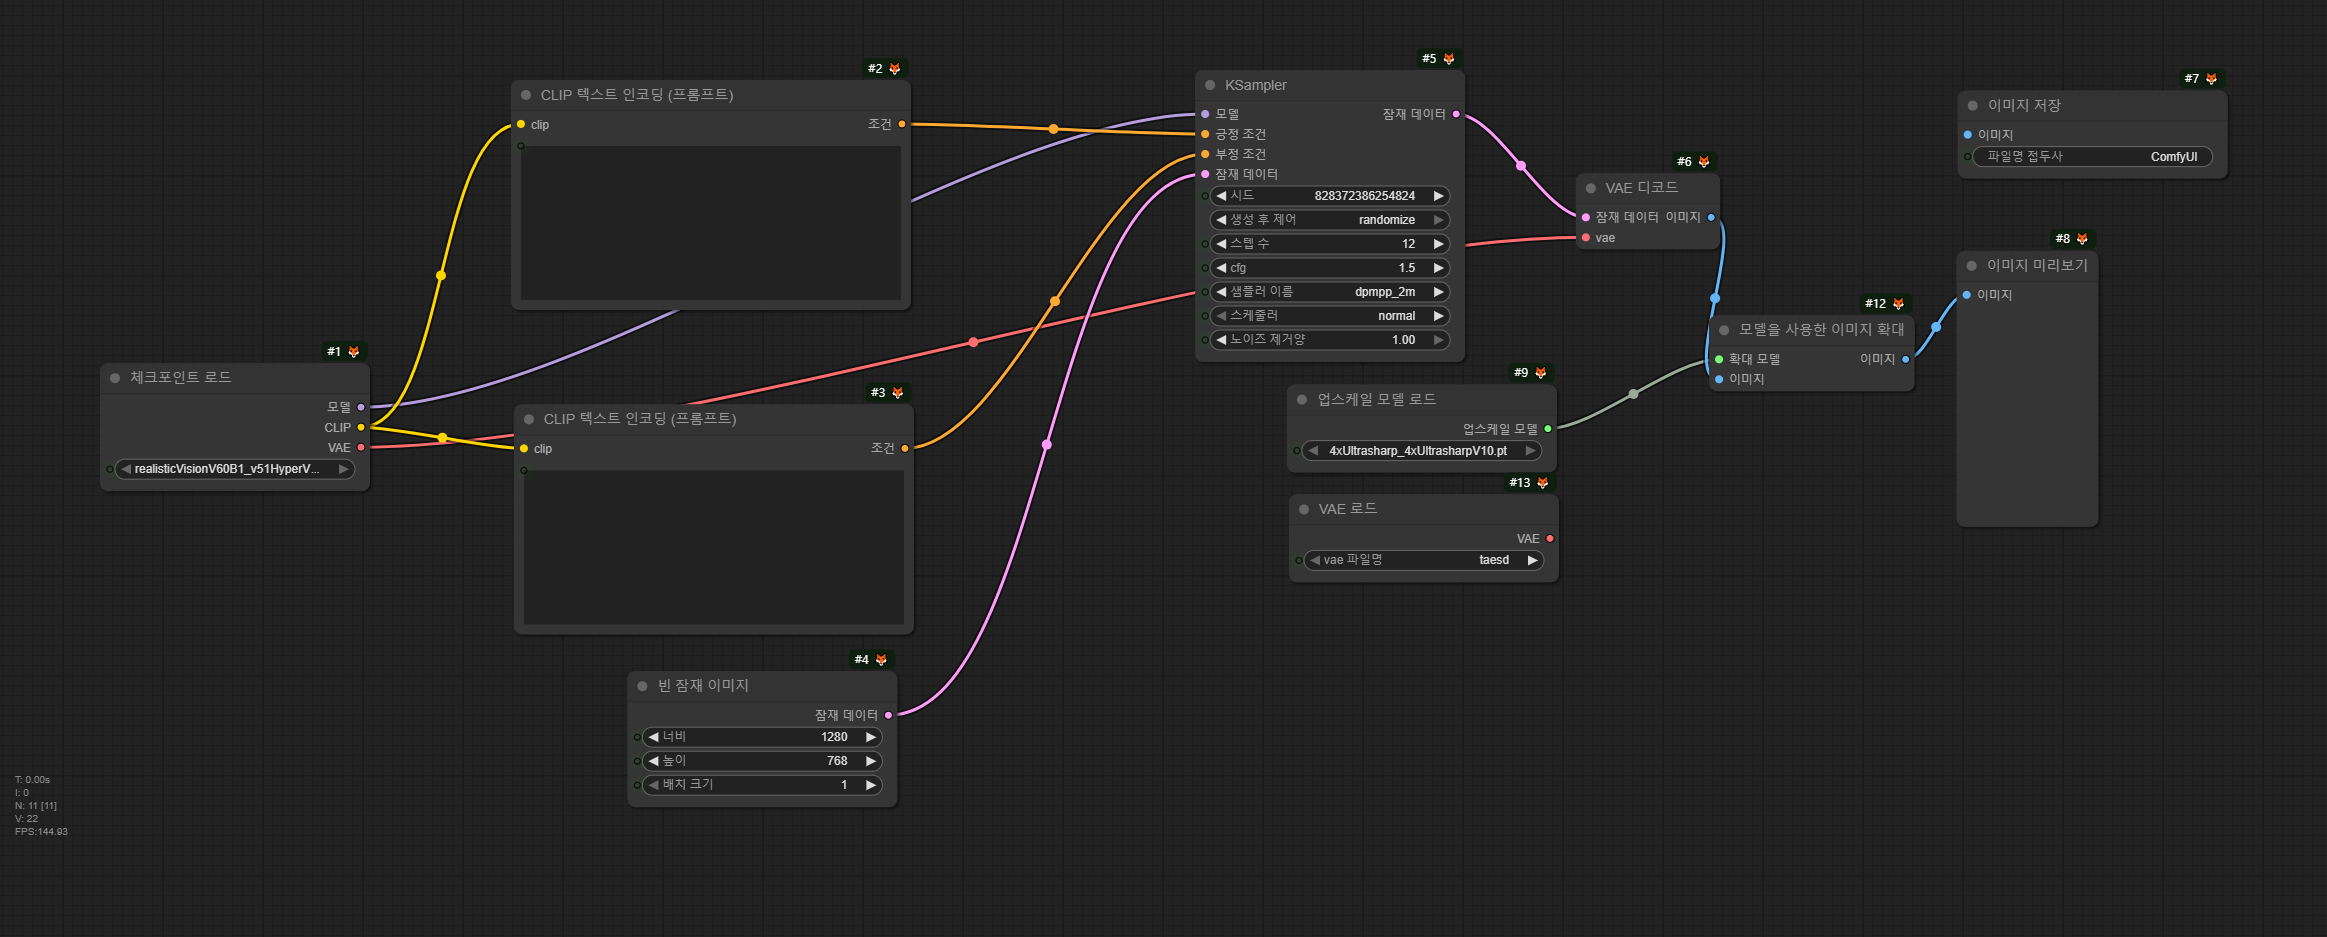 #1
체크포인트 로드
모델
CLIP
VAE
realisticVisionV60B1_v51HyperV...
#2
CLIP 텍스트 인코딩 (프롬프트)
clip 조건
#3
CLIP 텍스트 인코딩 (프롬프트)
clip 조건
#4
빈 잠재 이미지
잠재 데이터
너비 1280
높이 768
배치 크기 1
#5
KSampler
모델 잠재 데이터
긍정 조건
부정 조건
잠재 데이터
시드 828372386254824
생성 후 제어 randomize
스텝 수 12
cfg 1.5
샘플러 이름 dpmpp_2m
스케줄러 normal
노이즈 제거양 1.00
#6
VAE 디코드
잠재 데이터 이미지
vae
#9
업스케일 모델 로드
업스케일 모델
4xUltrasharp_4xUltrasharpV10.pt
#13
VAE 로드
VAE
vae 파일명 taesd
#12
모델을 사용한 이미지 확대
확대 모델 이미지
이미지
#7
이미지 저장
이미지
파일명 접두사 ComfyUI
#8
이미지 미리보기
이미지
T: 0.00s
I: 0
N: 11 [11]
V: 22
FPS:144.93